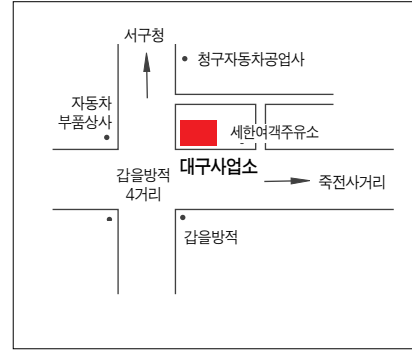 서구청
청구자동차공업사
자동차
부품상사
세한여객주유소
대구사업소
갑을방적
4거리
죽전사거리
갑을방적